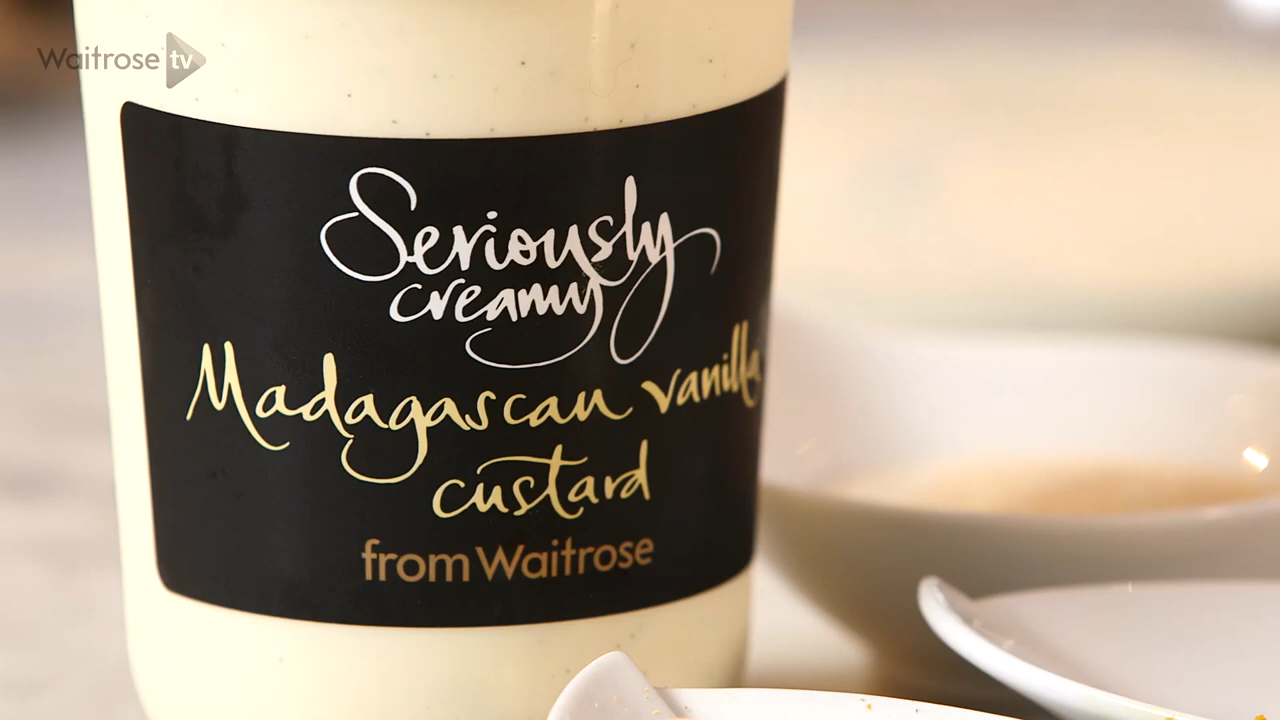 Waitrose tv
Seriously
creamy
Madagascan vanilla
custard
from Waitrose